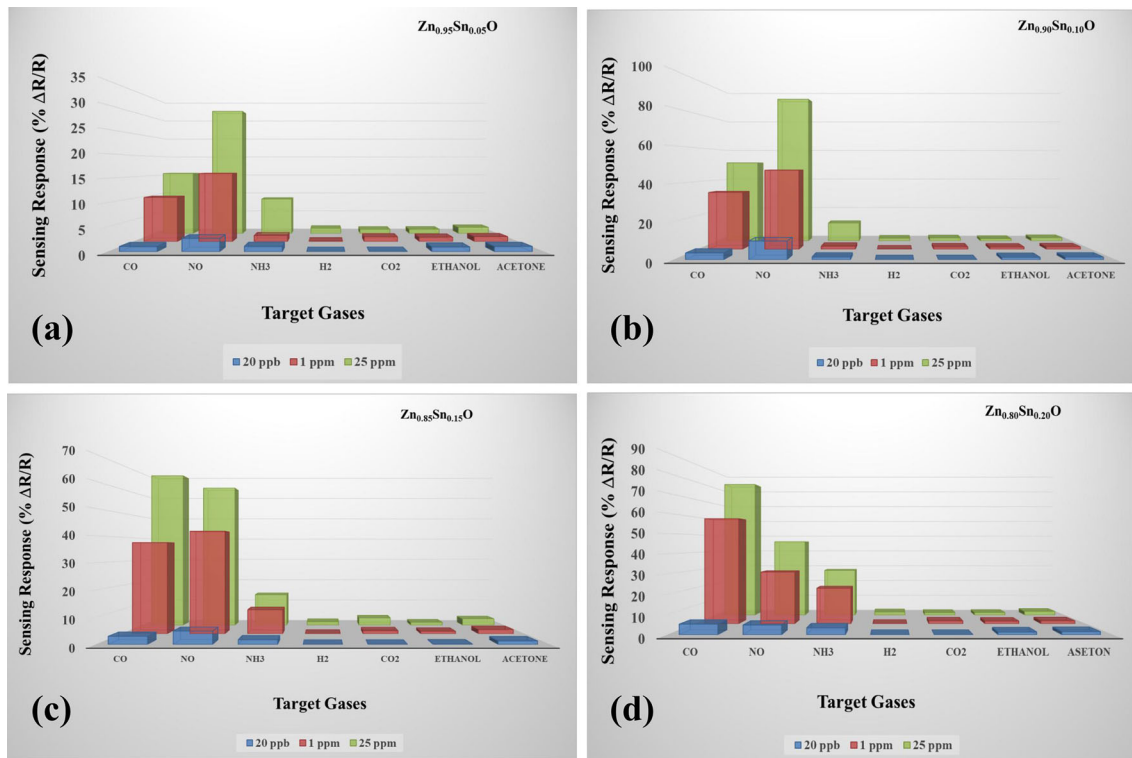 Zn0.95Sn0.05O
Sensing Response (% ΔR/R)
35
30
25
20
15
10
5
0
CO NO NH3 H2 CO2 ETHANOL ACETONE
Target Gases
(a)
20 ppb 1 ppm 25 ppm
Zn0.90Sn0.10O
Sensing Response (% ΔR/R)
100
80
60
40
20
0
CO NO NH3 H2 CO2 ETHANOL ACETONE
Target Gases
(b)
20 ppb 1 ppm 25 ppm
Zn0.85Sn0.15O
Sensing Response (% ΔR/R)
70
60
50
40
30
20
10
0
CO NO NH3 H2 CO2 ETHANOL ACETONE
Target Gases
(c)
20 ppb 1 ppm 25 ppm
Zn0.80Sn0.20O
Sensing Response (% ΔR/R)
90
80
70
60
50
40
30
20
10
0
CO NO NH3 H2 CO2 ETHANOL ASETON
Target Gases
(d)
20 ppb 1 ppm 25 ppm